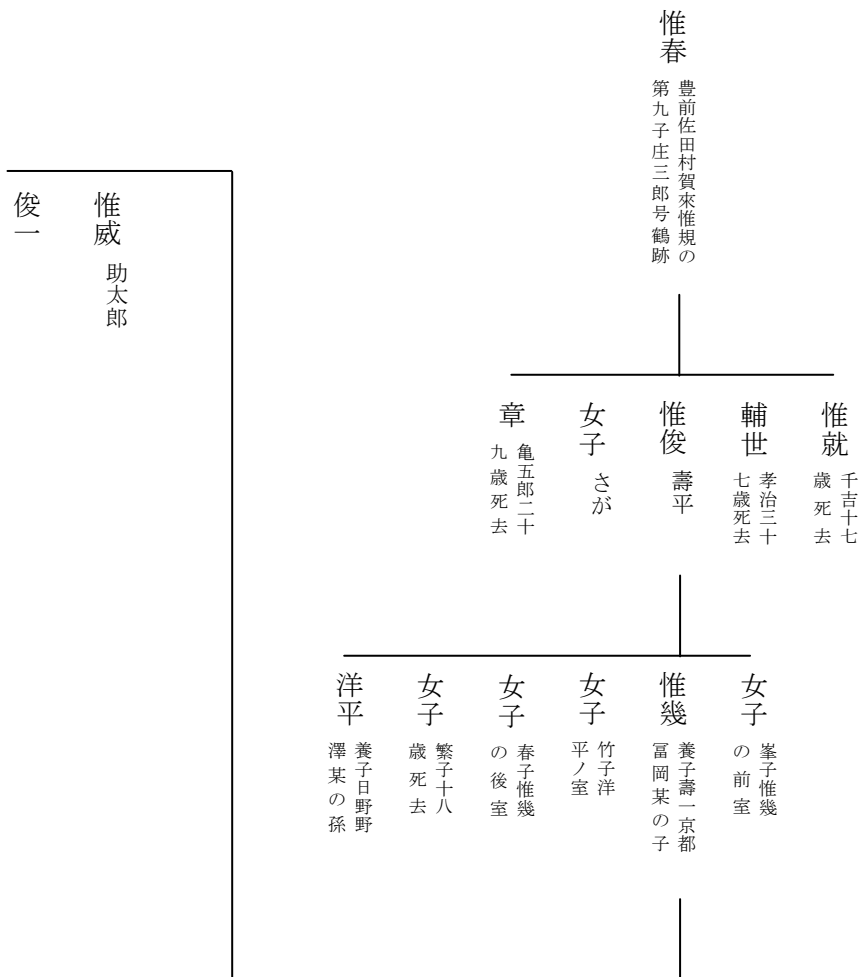 惟春
豊前佐田村賀來惟規の
第九子庄三郎号鶴跡
惟就
千吉十七
歳死去
輔世
孝治三十
七歳死去
惟俊
壽平
女子
さが
章
亀五郎二十
九歳死去
女子
峯子惟幾
の前室
惟幾
養子壽一京都
冨岡某の子
女子
竹子洋
平ノ室
女子
春子惟幾
の後室
女子
繁子十八
歳死去
洋平
養子日野野
澤某の孫
惟威
助太郎
俊一